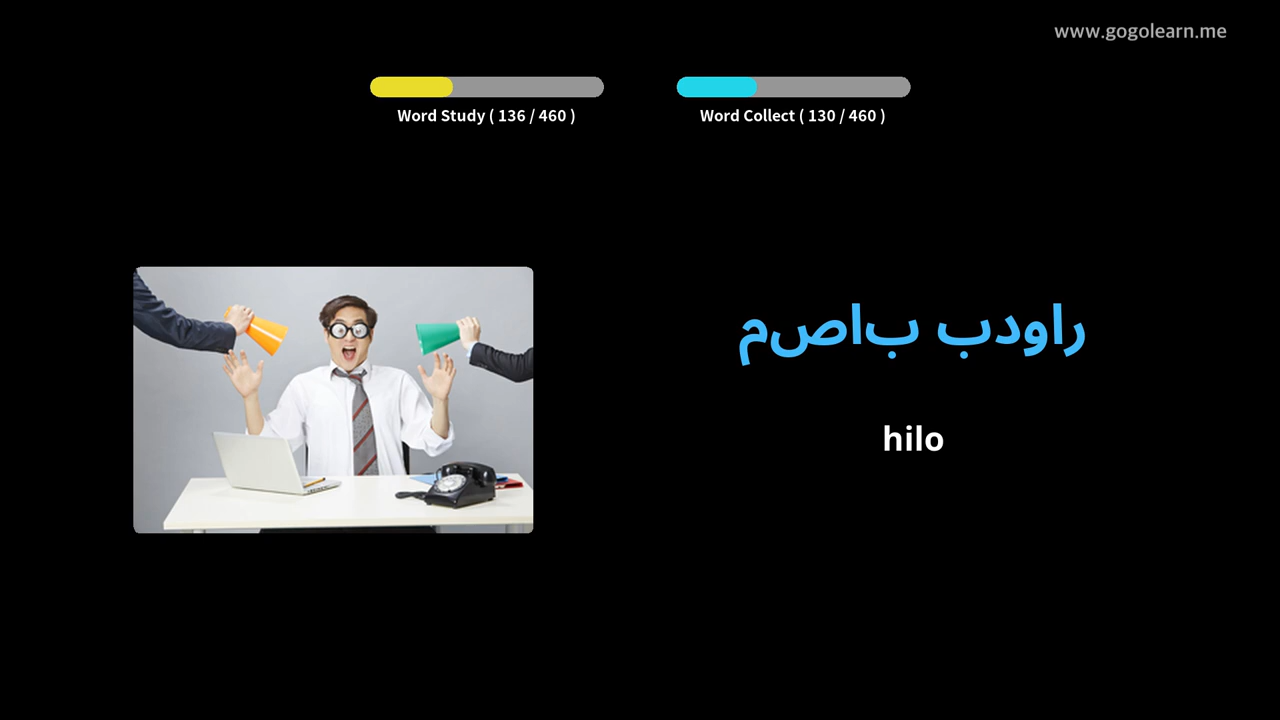 www.gogolearn.me
Word Study ( 136 / 460 )
Word Collect ( 130 / 460 )
راودب باصم
hilo